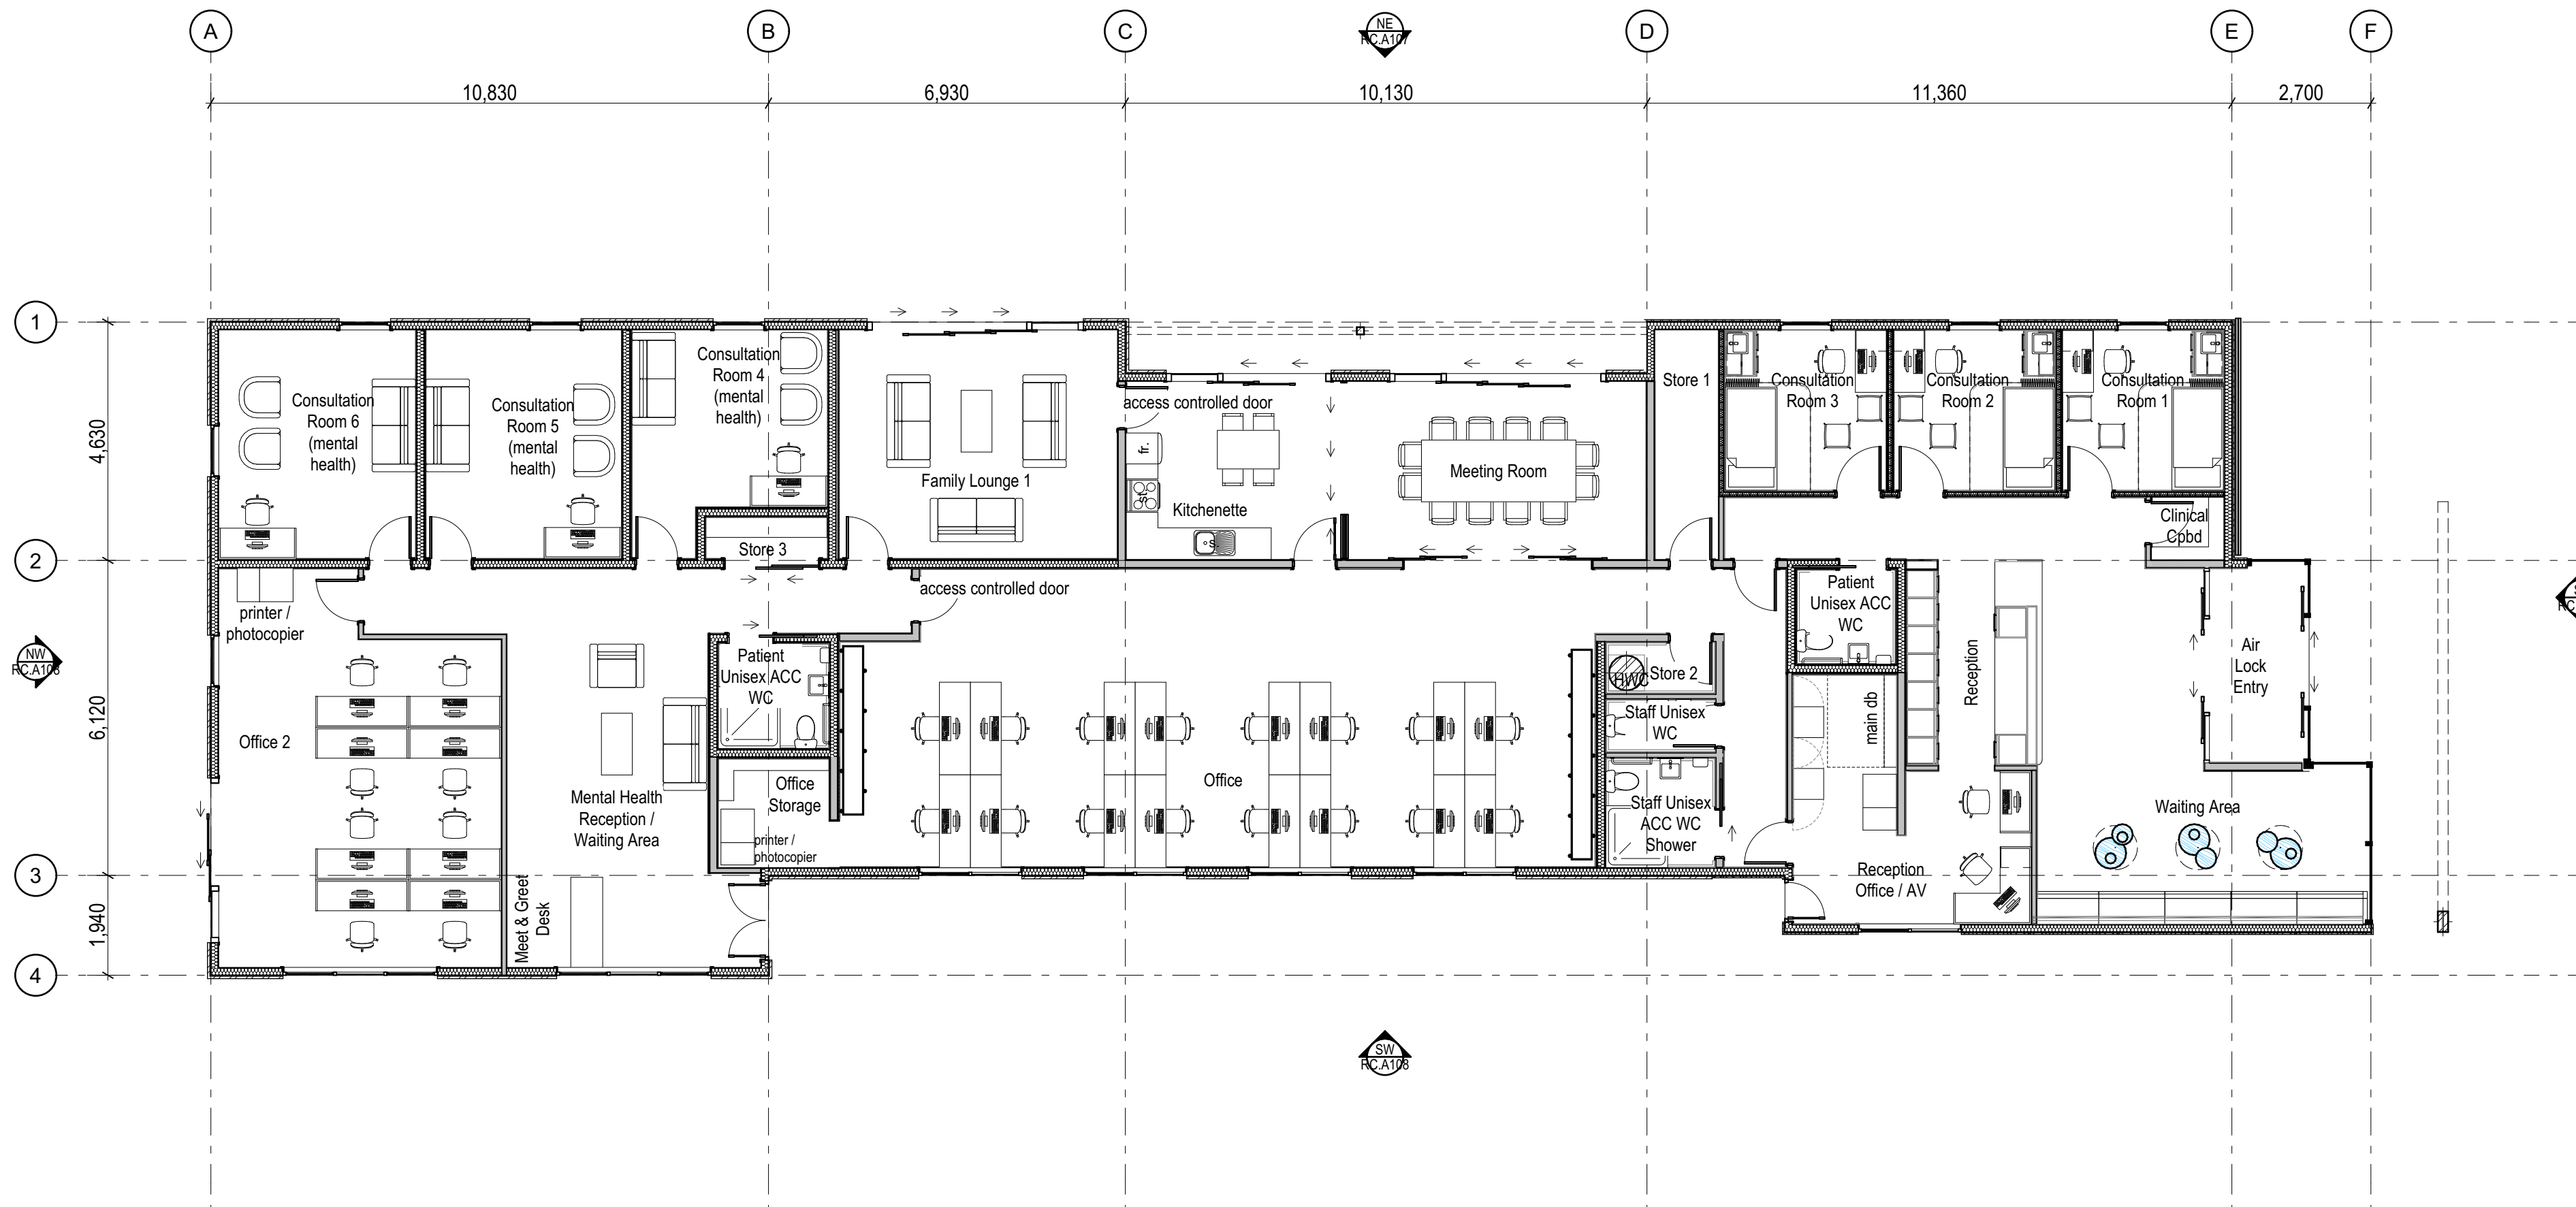 A
B
C
D
E
F
NE
RC.A107
10,830
6,930
10,130
11,360
2,700
1
2
3
4
4,630
6,120
1,940
Consultation
Room 6
(mental
health)
Consultation
Room 5
(mental
health)
Consultation
Room 4
(mental
health)
Store 3
Family Lounge 1
access controlled door
fr.
st
Kitchenette
s
Meeting Room
Store 1
Consultation
Room 3
Consultation
Room 2
Consultation
Room 1
Clinical
Cpbd
printer /
photocopier
access controlled door
NW
Office 2
Mental Health
Reception /
Waiting Area
Meet & Greet
Desk
Patient
Unisex ACC
WC
Office
Storage
printer /
photocopier
Office
HWC
Store 2
Staff Unisex
WC
Staff Unisex
ACC WC
Shower
Patient
Unisex ACC
WC
main db
Reception
Reception
Office / AV
Air
Lock
Entry
Waiting Area
SW
RC.A108